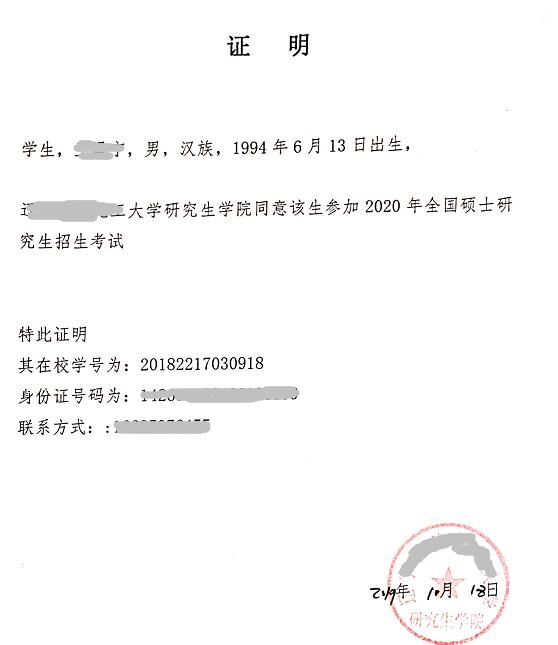 证 明
学生，，男，汉族，1994年6月13日出生，
大学研究生学院同意该生参加2020年全国硕士研
究生招生考试
特此证明
其在校学号为：20182217030918
身份证号码为：
联系方式：:
年10月18日
研究生学院